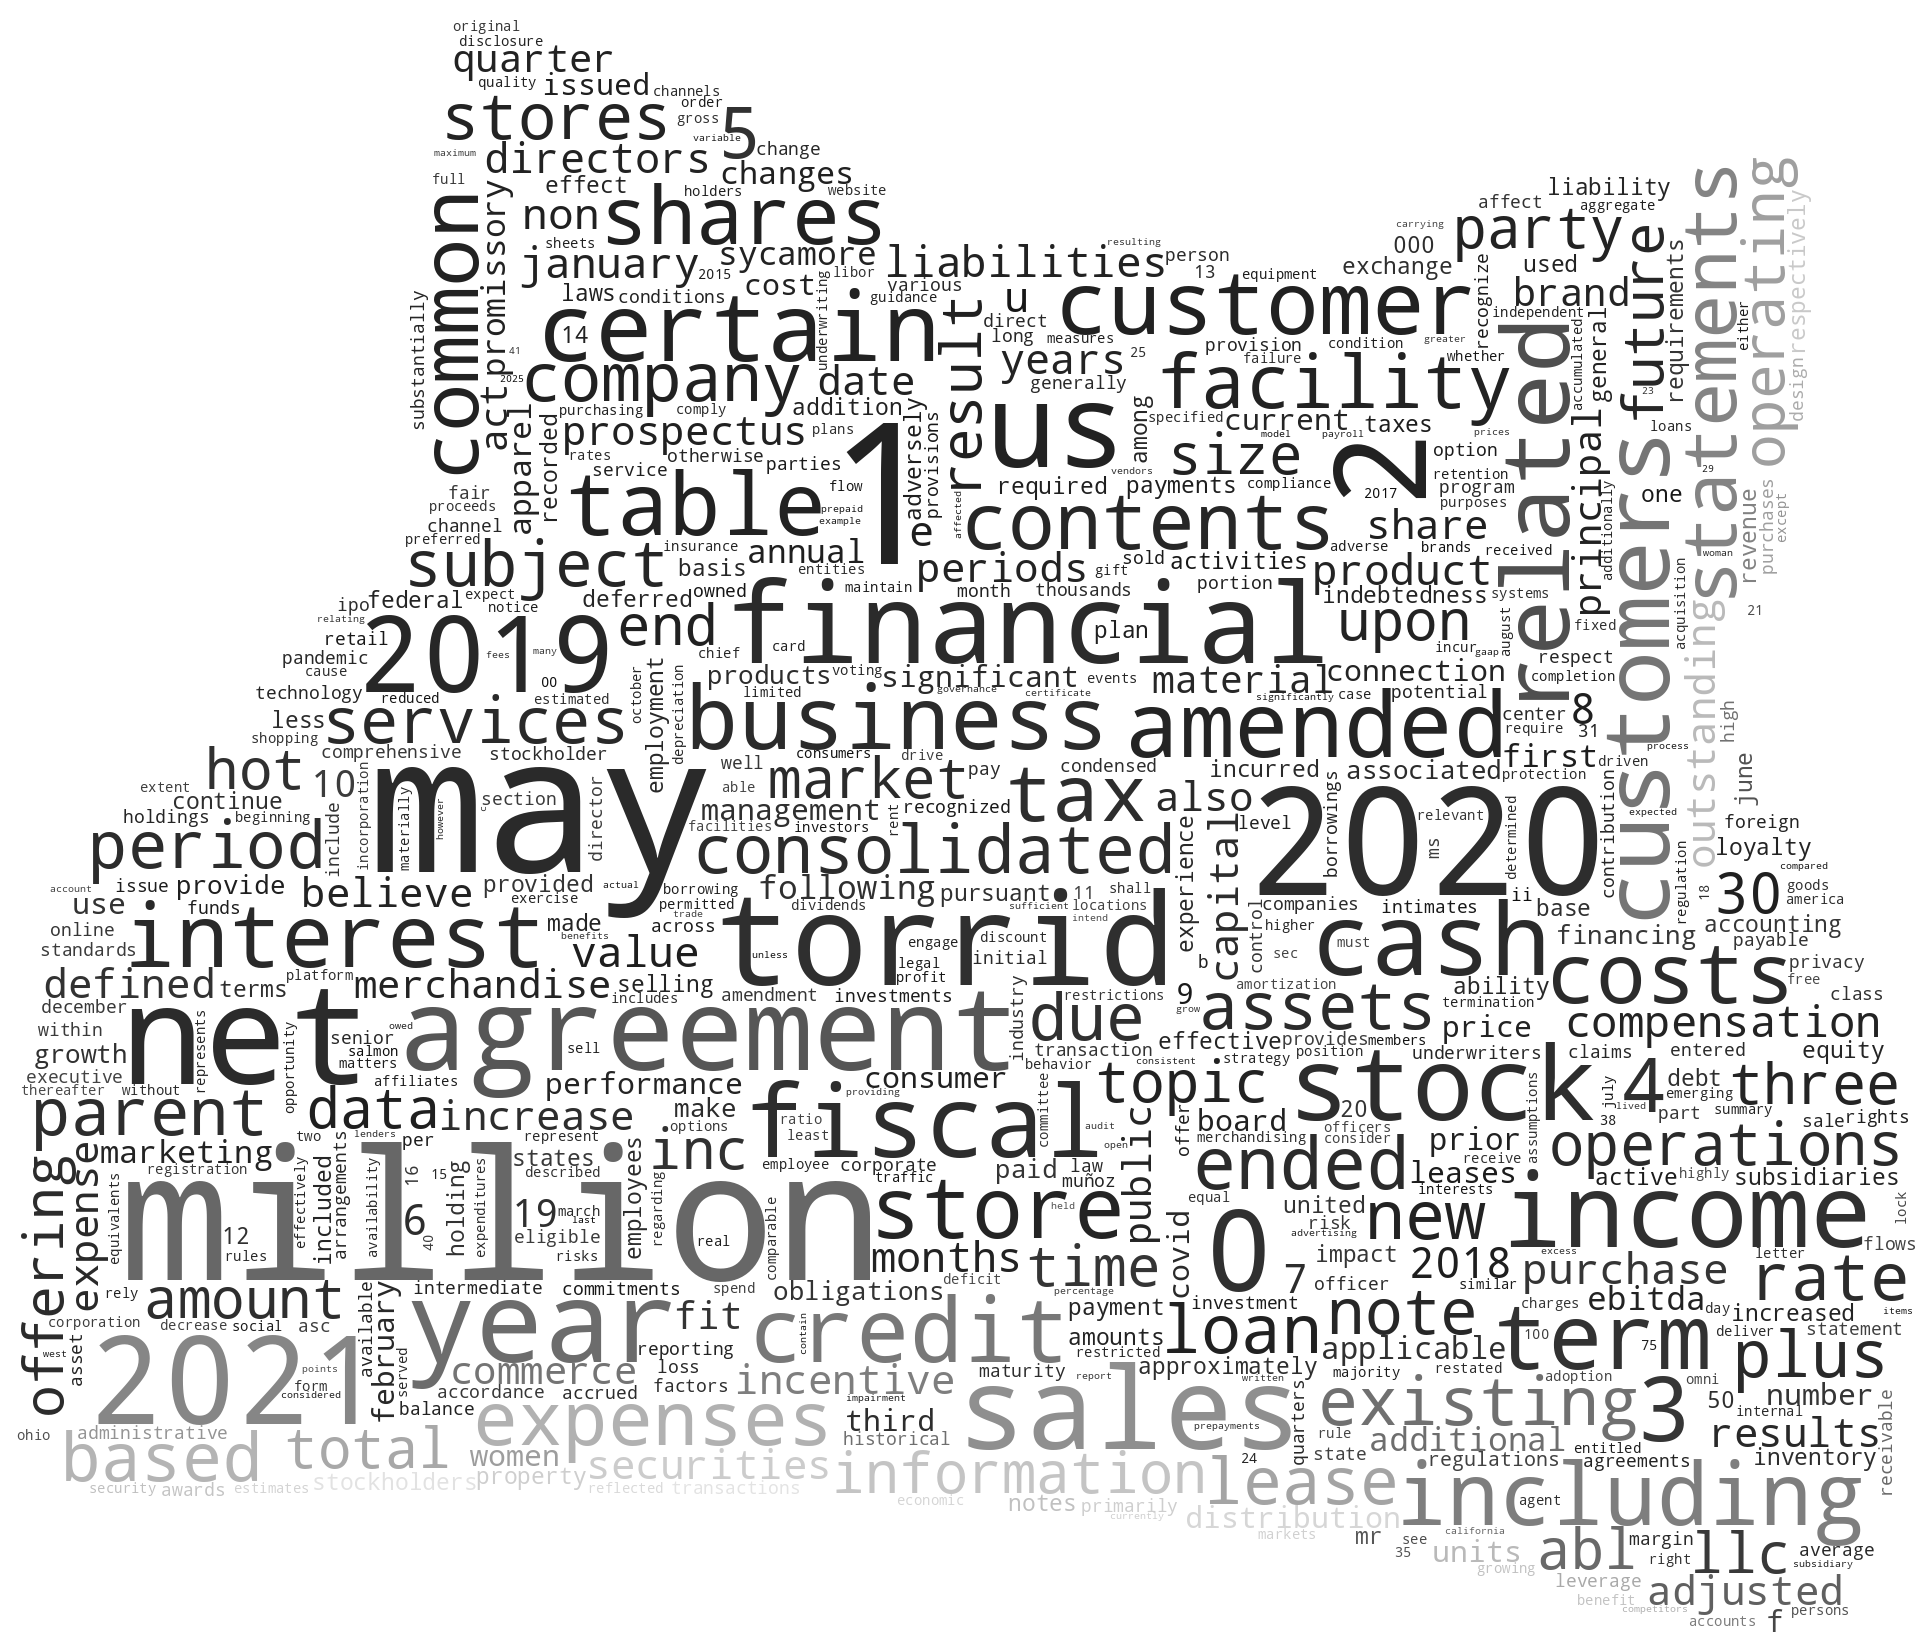 original
disclosure
quarter
quality issued channels
stores order
gross
5
variable
maximum directors change
full effect holders changes website
common
act promissory
non shares
sheets sycamore
january 2015 libor
laws conditions cost various
underwriting guidance
substantially
certain
14
41
2025 company date
liabilities resulting person
13 equipment
u customer
direct
long measures
result years 25 provision condition
failure greater whether
generally
carrying
000
exchange
affect liability
aggregate
party
used
recognize brand
independent
future
requirements
statements
either
operating
design respectively
facility
accumulated
general
related
23
loans
apparel
purchasing comply addition
prospectus plans
recorded
rates otherwise parties
service
table 1
flow
prepaid
example
adversely
provisions
us
among
specified current taxes
model payroll prices
size 2 option
vendors retention
required payments compliance 2017 program
purposes
affected
e contents share
principal
additionally
one
customers
29
woman
revenue
purchases
except
fair
proceeds
channel
preferred
subject insurance annual
basis entities
periods sold activities adverse brands received
gift product
ipo federal expect deferred owned maintain month thousands portion indebtedness systems
relating notice
retail 2019 end financial plan upon
august
fixed
acquisition
21
pandemic fees many chief card incur gaap respect
cause
technology reduced oo estimated
employment
october
depreciation
products voting significant events material connection completion
limited governance certificate significantly case potential
less services
shopping
business amended center 8
require 31
outstanding
high
comprehensive stockholder consumers drive first process
hot 10 well market pay condensed incurred associated protection driven
extent
continue
holdings beginning
include
incorporation
materially
however
may
c section
director
able
management recognized tax also
facilities investors rent level
borrowings 2020 relevant
ms
determined
contribution
expected
june
foreign
period
consolidated experience
capital
loyalty
account issue provide believe provided actual borrowing following pursuant 11 shall
use funds exercise permitted dividends sufficient locations companies intimates ii base
regulation
18
30 compared
goods
america
online interest made trade across intend
standards benefits
value torrid
engage discount
unless legal initial
profit
higher
control
b sec must cash financing accounting
payable
defined terms platform merchandise selling
includes amendment investments
restrictions 9 amortization ability
termination costs privacy
free
december
within net
represents
opportunity
senior owed
salmon
matters
agreement
sell
industry
due grow assets price compensation class
growth
executive
thereafter without
affiliates performance consumer transaction effective provides members underwriters claims entered equity
behavior consistent strategy position
parent data increase make
options fiscal
providing
ratio
least
committee
audit
open
topic
stock 4
july
debt
emerging three
lived
38 part summary
offering
expense marketing
two lenders per represent
registration
states
described
inc
employee corporate
traffic
paid law
muñoz
public
offer board 20
officers
merchandising consider prior
receive
assumptions
operations sale rights
equivalents
million
effectively
included
arrangements
availability
16 15
6
40
holding
expenditures
19 march
last
eligible
risks
employees
regarding
real
comparable
store held
ended leases
interests
active highly subsidiaries
equal united
risk
advertising
new income
lock
12
rules
months time covid
0 7 impact
officer 2018
similar
excess
purchase
letter flows
rate
rely amount intermediate commitments spend obligations deficit
percentage
payment investment note charges ebitda day increased items
corporation decrease social asc
available
february
year fit
reporting credit
contain
amounts
restricted
loan applicable 100 term 75 deliver statement
west
asset
2021 points
form
considered
served
commerce loss
accordance accrued factors incentive
maturity report approximately majority restated
written adoption omni plus
balance impairment
ohio administrative expenses third
historical sales
prepayments
quarters
existing 3 50 number
internal
rule
state additional entitled results
receivable
based total women
property securities information 24 lease regulations agreements inventory
security awards estimates stockholders reflected transactions economic notes primarily
currently distribution
markets
including
agent
mr see california
35 units abl margin
right llc average
subsidiary
growing leverage
benefit adjusted
competitors accounts f persons